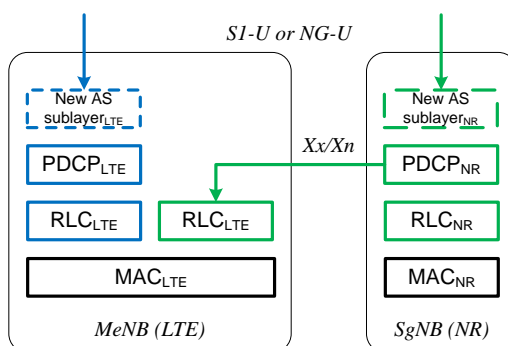 S1-U or NG-U
New AS
sublayerLTE
New AS
sublayerNR
Xx/Xn
PDCPLTE
PDCPNR
RLCLTE
RLCLTE
RLCNR
MACLTE
MACNR
MeNB (LTE)
SgNB (NR)